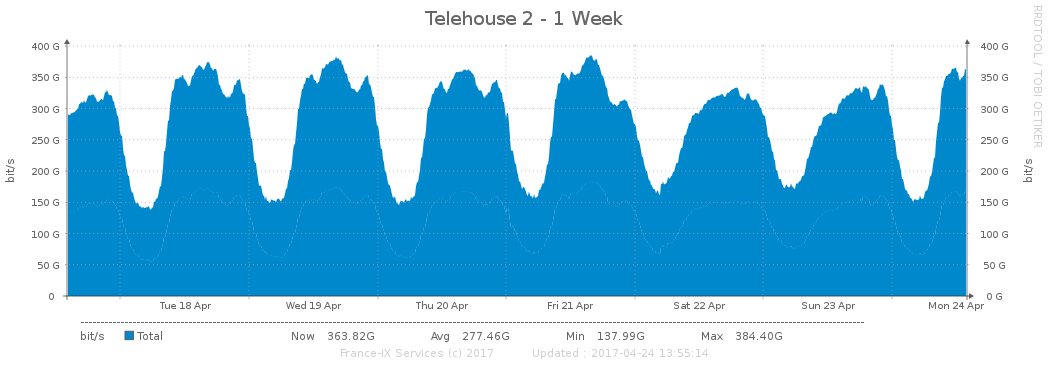 Telehouse 2 - 1 Week
RRDTOOL / TOBI OETIKER
400 G 400 G
350 G 350 G
300 G 300 G
250 G 250 G
200 G 200 G
150 G 150 G
100 G 100 G
50 G 50 G
0 0 G
bit/s bit/s
Tue 18 Apr Wed 19 Apr Thu 20 Apr Fri 21 Apr Sat 22 Apr Sun 23 Apr Mon 24 Apr
bit/s Total Now 363.82G Avg 277.46G Min 137.99G Max 384.40G
France-IX Services (c) 2017 Updated : 2017-04-24 13:55:14